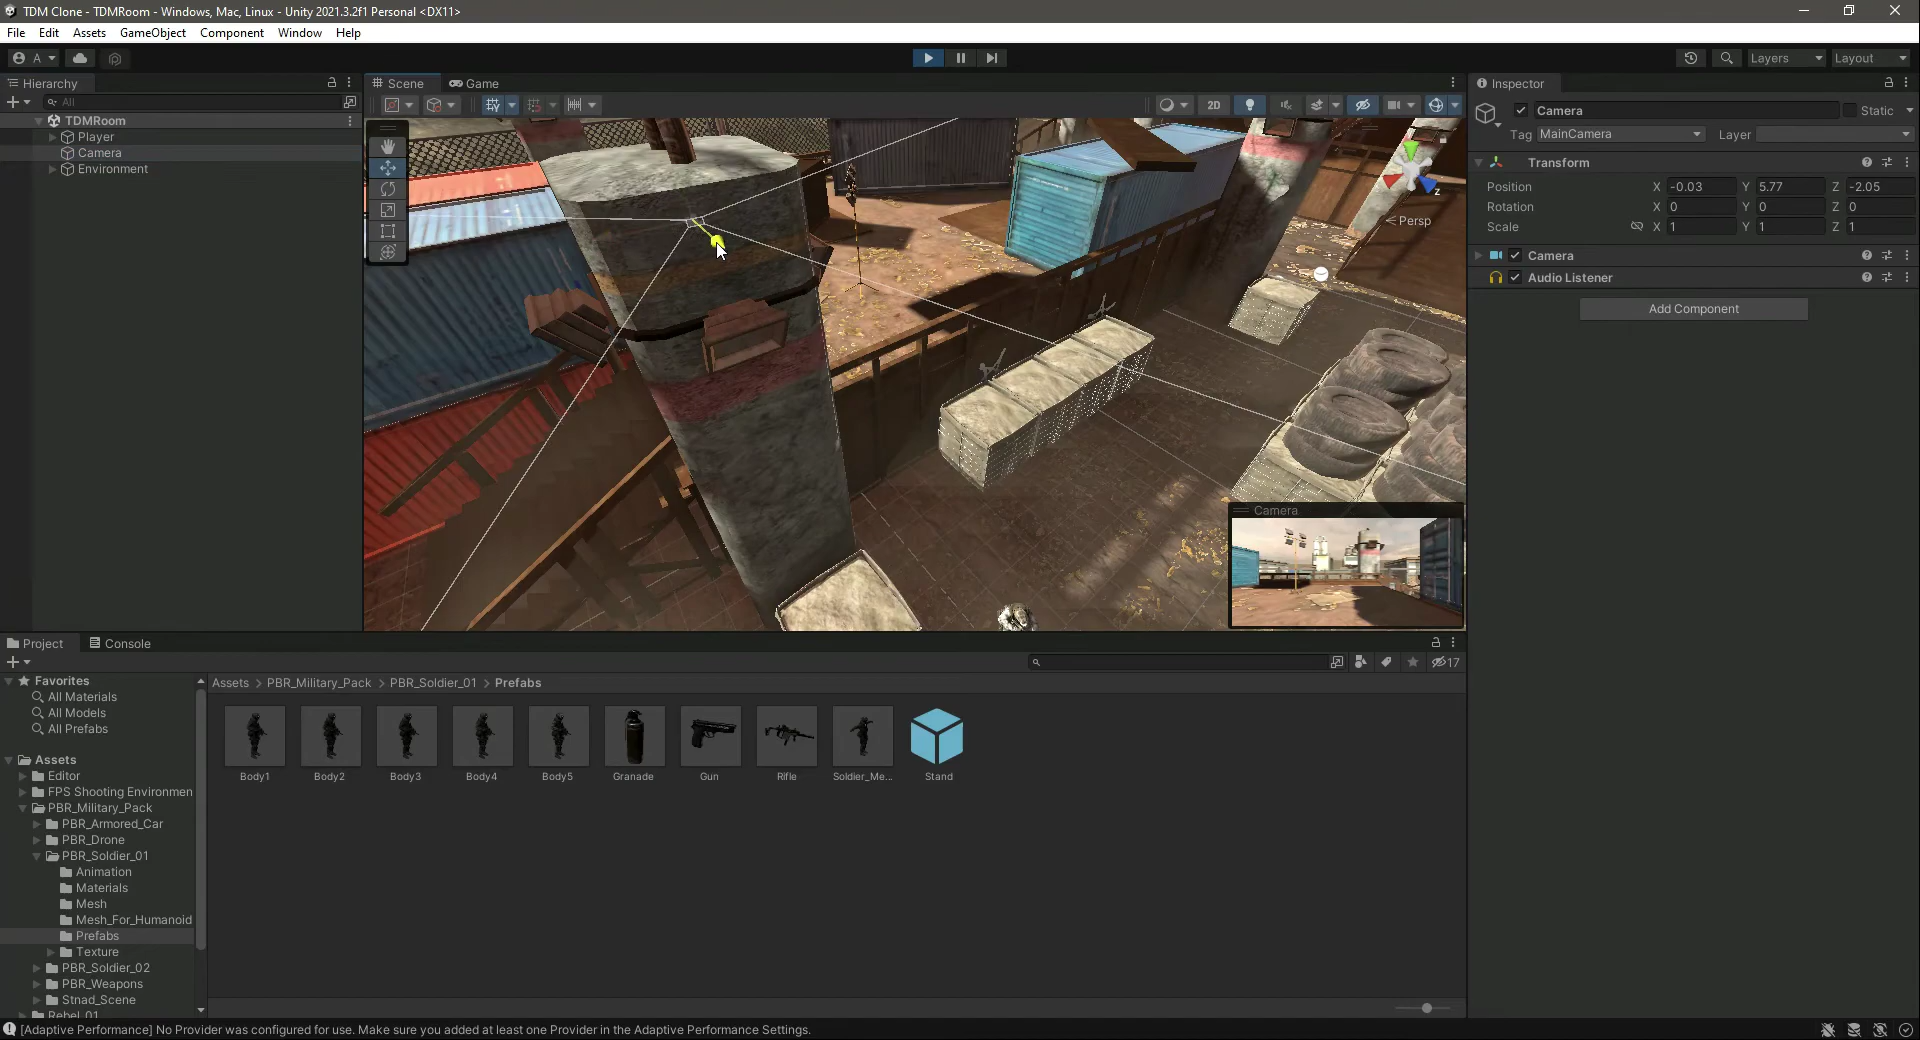 TDM Clone - TDMRoom - Windows, Mac, Linux - Unity 2021.3.2f1 Personal <DX11>
File Edit Assets GameObject Component Window Help
A Layers Layout
Hierarchy
All
TDMRoom
Player
Camera
Environment
Scene Game
2D
Persp
z
Camera
Inspector
Camera Static
Tag MainCamera Layer
Transform
Position X -0.03 Y 5.77 Z -2.05
Rotation X 0 Y 0 Z 0
Scale X 1 Y 1 Z 1
Camera
Audio Listener
Add Component
Project Console
17
Favorites
All Materials
All Models
All Prefabs
Assets
Editor
FPS Shooting Environmen
PBR_Military_Pack
PBR_Armored_Car
PBR_Drone
PBR_Soldier_01
Animation
Materials
Mesh
Mesh_For_Humanoid
Prefabs
Texture
PBR_Soldier_02
PBR_Weapons
Stnad_Scene
Rebel_01
Assets > PBR_Military_Pack > PBR_Soldier_01 > Prefabs
Body1 Body2 Body3 Body4 Body5 Granade Gun Rifle Soldier_Me... Stand
[Adaptive Performance] No Provider was configured for use. Make sure you added at least one Provider in the Adaptive Performance Settings.